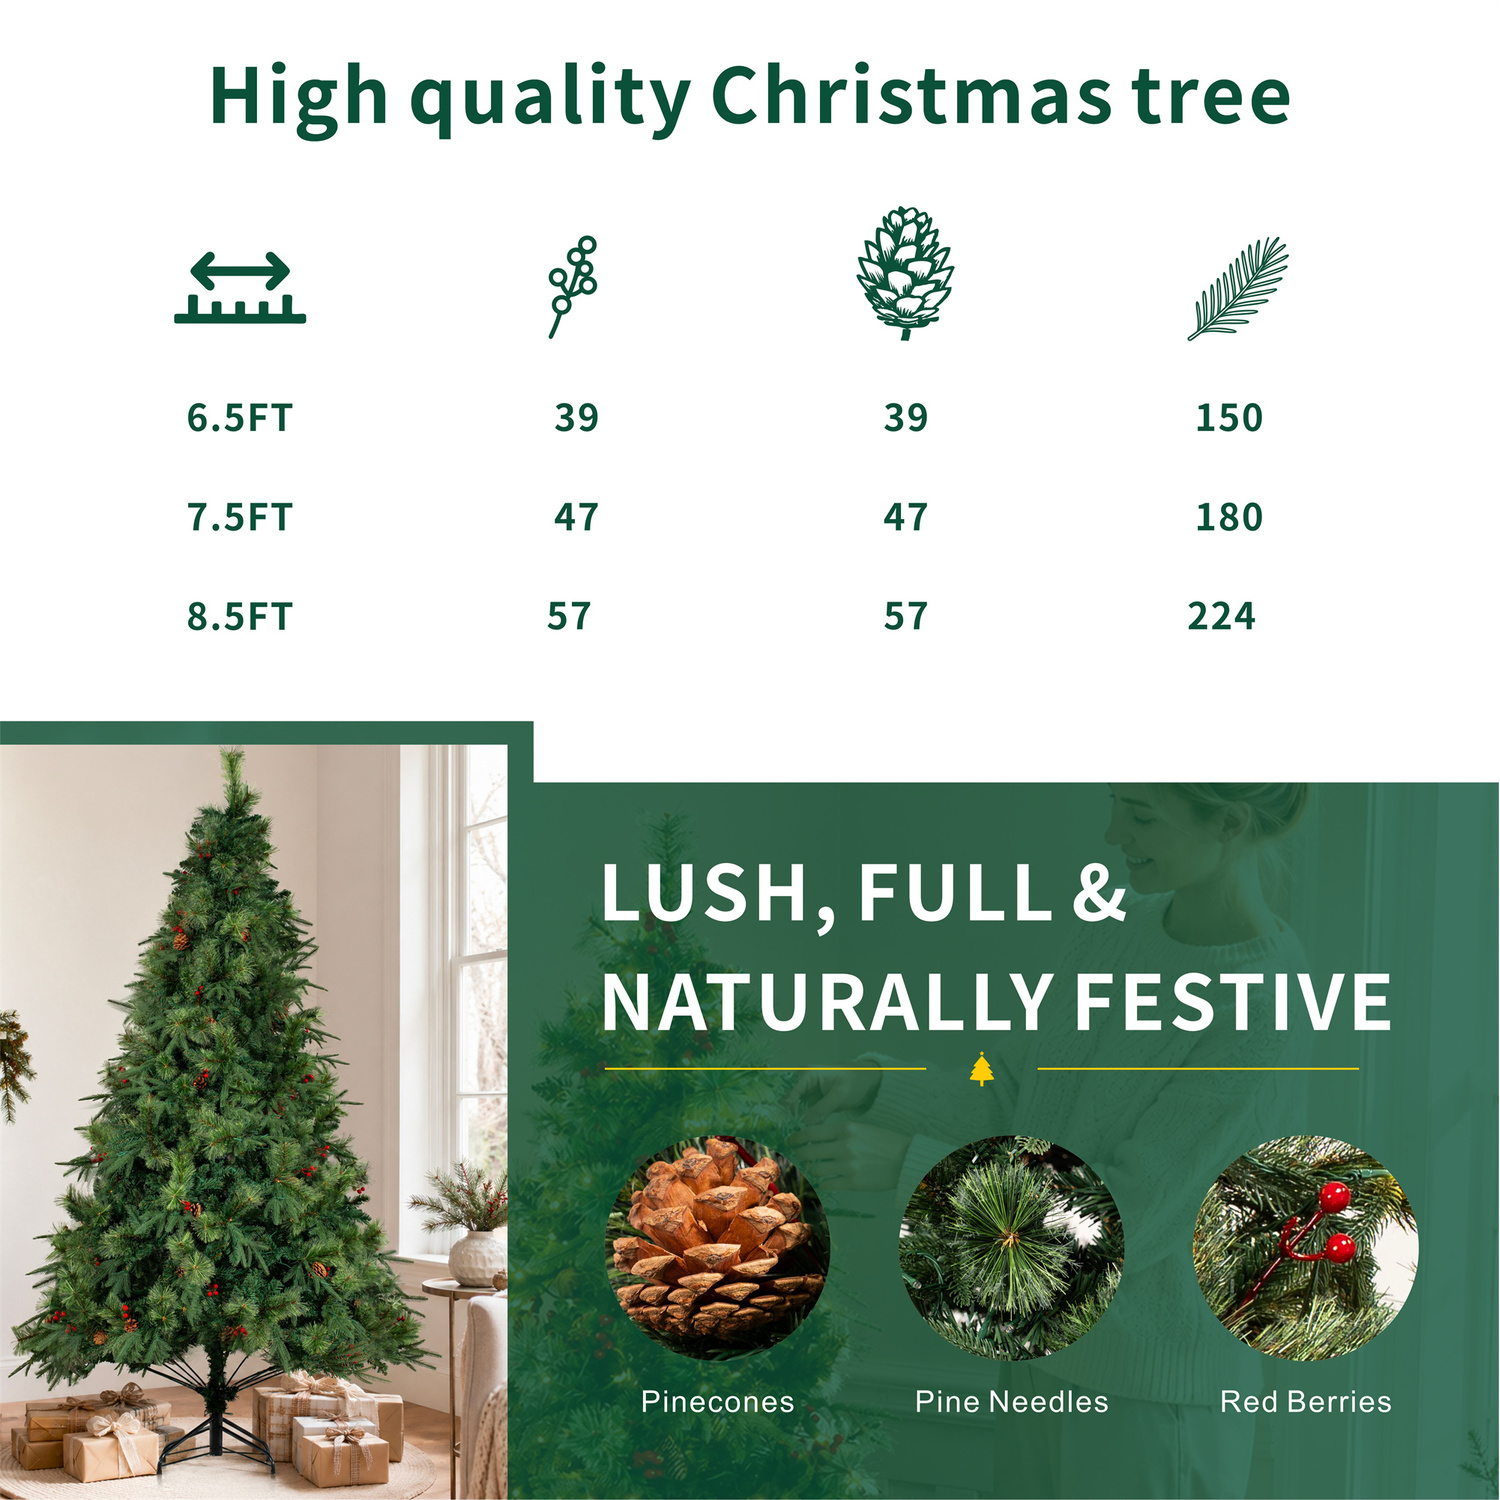 High quality Christmas tree
6.5FT 39 39 150
7.5FT 47 47 180
8.5FT 57 57 224
LUSH, FULL &
NATURALLY FESTIVE
Pinecones Pine Needles Red Berries